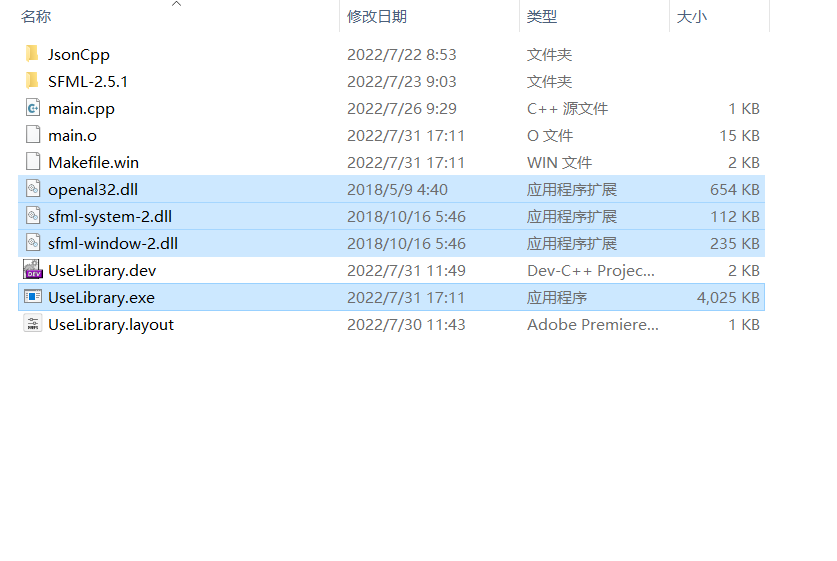 名称 修改日期 类型 大小
JsonCpp 2022/7/22 8:53 文件夹
SFML-2.5.1 2022/7/23 9:03 文件夹
main.cpp 2022/7/26 9:29 C++ 源文件 1 KB
main.o 2022/7/31 17:11 O 文件 15 KB
Makefile.win 2022/7/31 17:11 WIN 文件 2 KB
openal32.dll 2018/5/9 4:40 应用程序扩展 654 KB
sfml-system-2.dll 2018/10/16 5:46 应用程序扩展 112 KB
sfml-window-2.dll 2018/10/16 5:46 应用程序扩展 235 KB
UseLibrary.dev 2022/7/31 11:49 Dev-C++ Projec... 2 KB
UseLibrary.exe 2022/7/31 17:11 应用程序 4,025 KB
UseLibrary.layout 2022/7/30 11:43 Adobe Premiere... 1 KB